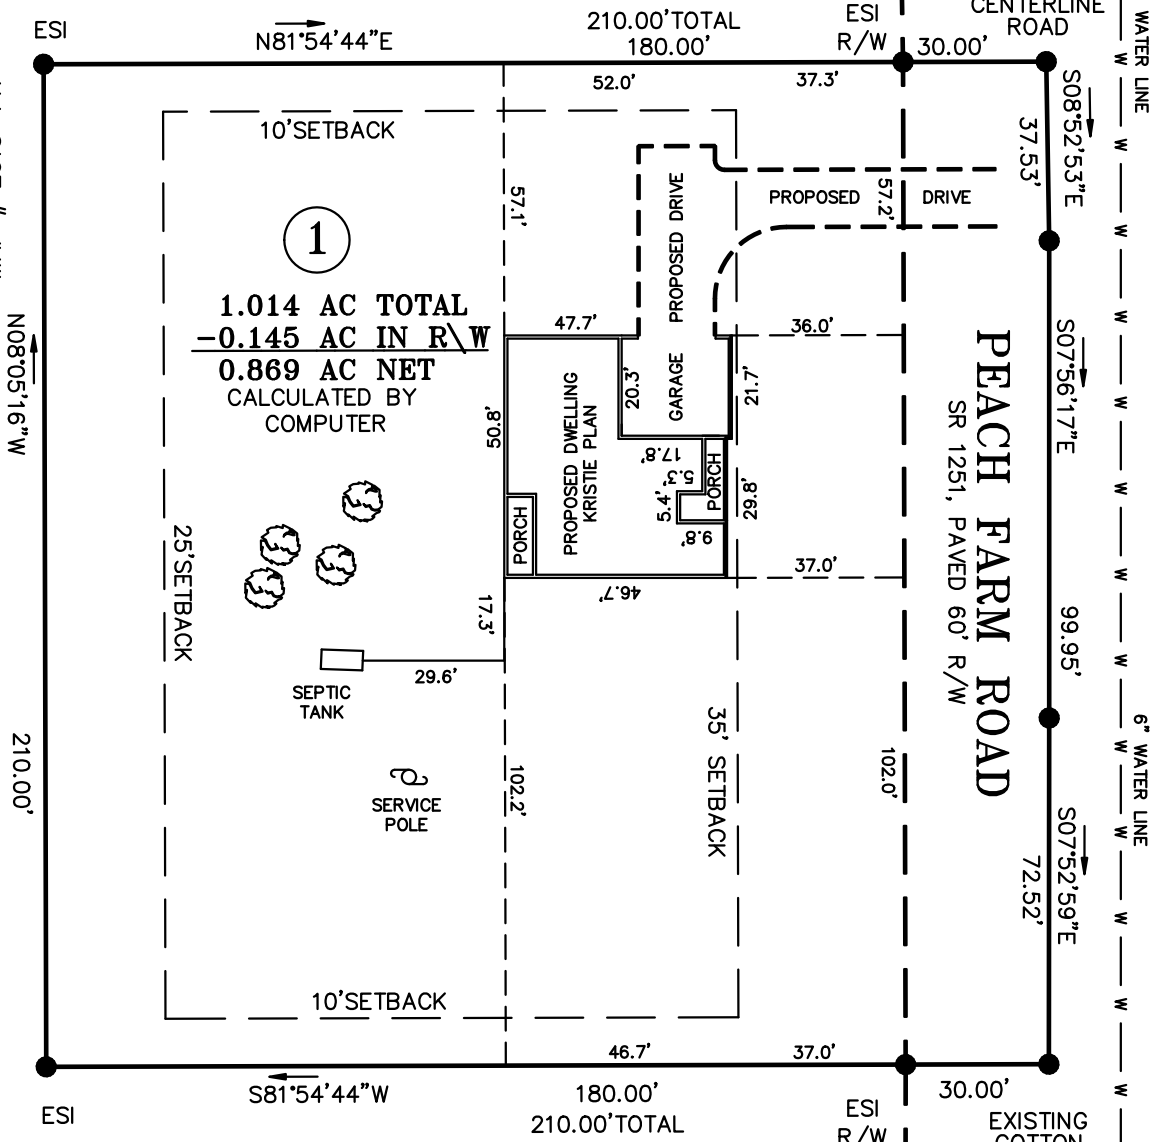 ESI
N81°54'44"E
210.00'TOTAL
180.00'
ESI
R/W
30.00'
CENTERLINE
ROAD
WATER LINE
W
52.0'
37.3'
10'SETBACK
S08°52'53"E
37.53'
57.1'
PROPOSED DRIVE
PROPOSED
57.2'
DRIVE
1
1.014 AC TOTAL
-0.145 AC IN R\W
0.869 AC NET
CALCULATED BY
COMPUTER
N08°05'16"W
210.00'
47.7'
36.0'
50.8'
PROPOSED DWELLING
KRISTIE PLAN
20.3'
GARAGE
21.7'
17.8'
5.3'
5.4'
PORCH
29.8'
9.8'
PORCH
37.0'
46.7'
S07°56'17"E
99.95'
PEACH FARM ROAD
SR 1251, PAVED 60' R/W
25'SETBACK
17.3'
29.6'
SEPTIC
TANK
35' SETBACK
102.2'
102.0'
SERVICE
POLE
6" WATER LINE
S07°52'59"E
72.52'
10'SETBACK
46.7'
37.0'
S81°54'44"W
180.00'
210.00'TOTAL
30.00'
ESI
ESI
R/W
EXISTING
COTTON